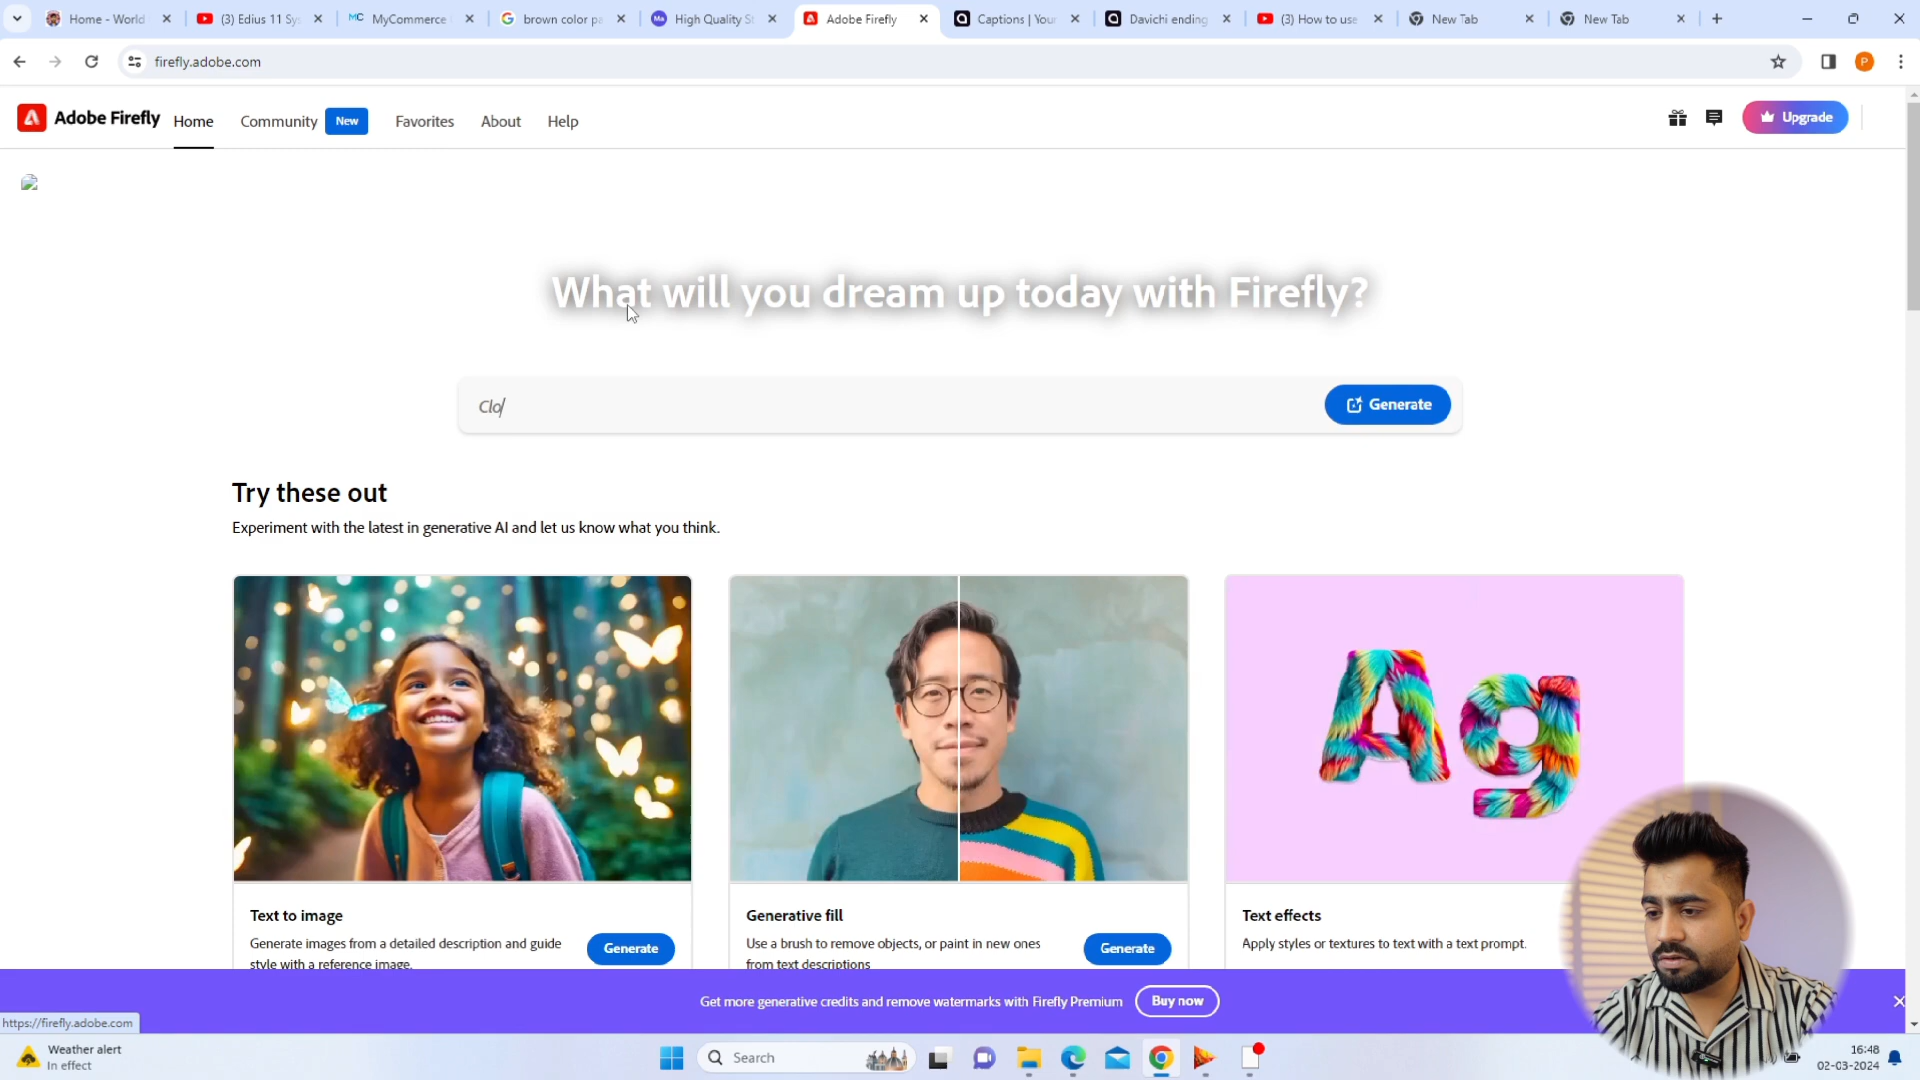 Home - World
(3) Edius 11 Sy
MyCommerce
brown color pa
High Quality St
Adobe Firefly
Captions | Your
Davichi ending
(3) How to use
New Tab
New Tab
firefly.adobe.com
P
Adobe Firefly
Home
Community
New
Favorites
About
Help
Upgrade
What will you dream up today with Firefly?
Clo/
Generate
Try these out
Experiment with the latest in generative AI and let us know what you think.
Ag
Text to image
Generate images from a detailed description and guide
style with a reference image.
Generate
Generative fill
Use a brush to remove objects, or paint in new ones
from text descriptions
Generate
Text effects
Apply styles or textures to text with a text prompt.
Get more generative credits and remove watermarks with Firefly Premium
Buy now
https://firefly.adobe.com
Weather alert
In effect
Search
16:48
02-03-2024